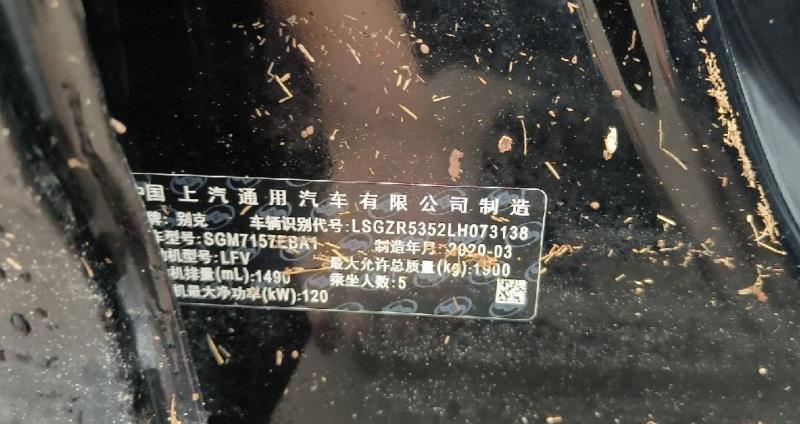 中国上汽通用汽车有限公司制造
牌 别克 车辆识别代号:LSGZR5352LH073138
车型号:SGM7157EBA1 制造年月:2020-03
机型号:LFV 最大允许总质量(kg):1900
机排量(mL):1490 乘坐人数:5
机最大净功率(kW):120